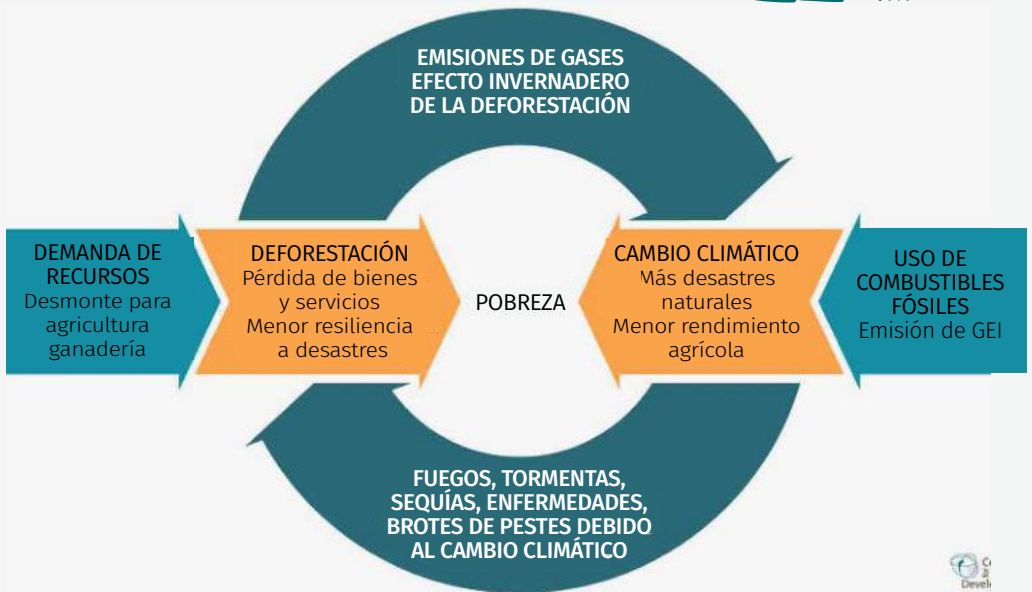 EMISIONES DE GASES
EFECTO INVERNADERO
DE LA DEFORESTACIÓN
DEMANDA DE
RECURSOS
Desmonte para
agricultura
ganadería
DEFORESTACIÓN
Pérdida de bienes
y servicios
Menor resiliencia
a desastres
POBREZA
CAMBIO CLIMÁTICO
Más desastres
naturales
Menor rendimiento
agrícola
USO DE
COMBUSTIBLES
FÓSILES
Emisión de GEI
FUEGOS, TORMENTAS,
SEQUÍAS, ENFERMEDADES,
BROTES DE PESTES DEBIDO
AL CAMBIO CLIMÁTICO